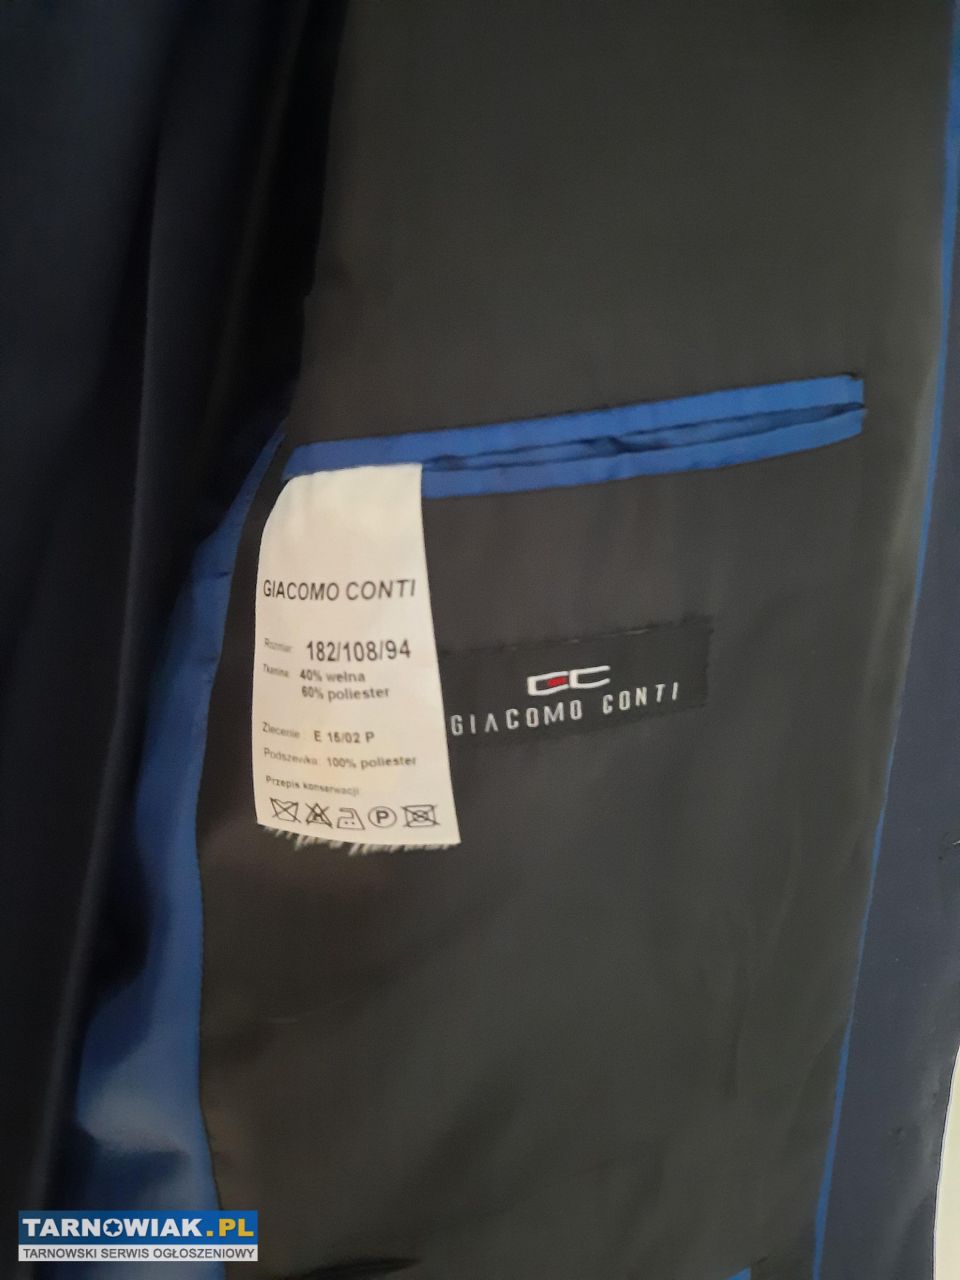 GIACOMO CONTI
Rozmiar 182/108/94
Tkanina: 40% wełna
60% poliester
Zlecenie : E 15/02 P
Podszewka: 100% poliester
Przepis konserwacji
P
GIACOMO CONTI
TARNOWIAK.PL
TARNOWSKI SERWIS OGŁOSZENIOWY